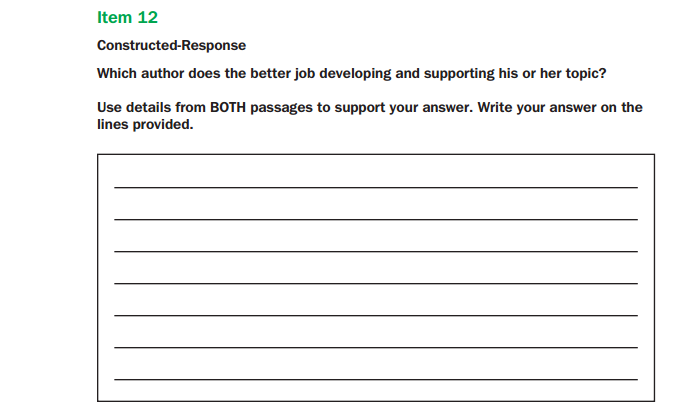 Item 12
Constructed-Response
Which author does the better job developing and supporting his or her topic?
Use details from BOTH passages to support your answer. Write your answer on the
lines provided.